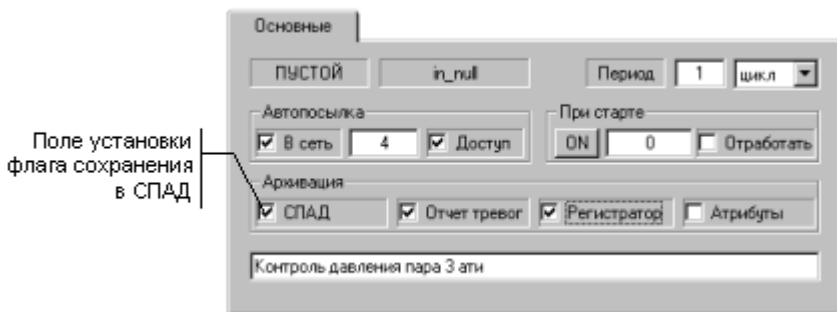 Основные
ПУСТОЙ in_null Период 1 цикл
Автопосылка При старте
В сеть 4 Доступ ON 0 Отработать
Поле установки
флага сохранения
в СПАД
Архивация
СПАД Отчет тревог Регистратор Атрибуты
Контроль давления пара 3 ати